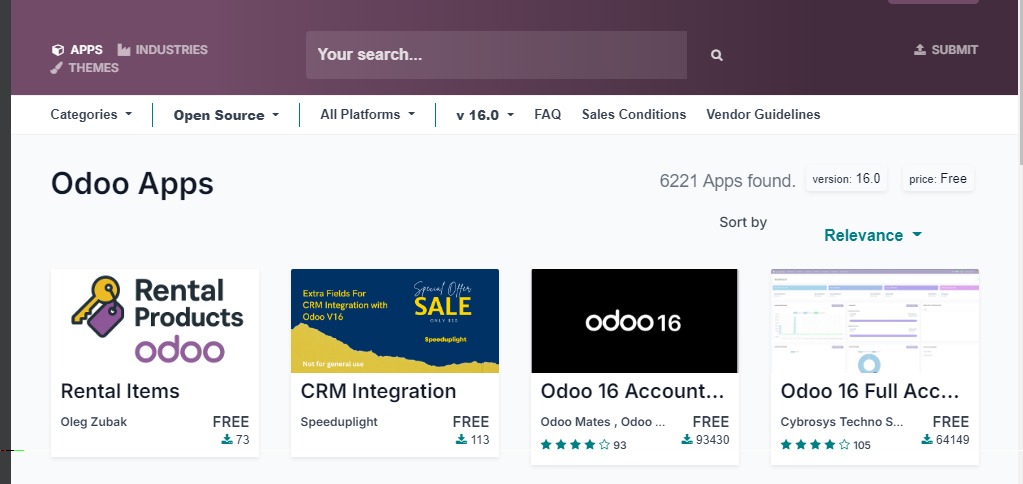 APPS INDUSTRIES
THEMES
Your search...
SUBMIT
Categories Open Source All Platforms v 16.0 FAQ Sales Conditions Vendor Guidelines
Odoo Apps
6221 Apps found. version: 16.0 price: Free
Sort by
Relevance
Rental
Products
odoo
Rental Items
Oleg Zubak FREE
73
Extra Fields For
CRM Integration with
Odoo V16
Special Offer
SALE
ONLY $10
Speeduplight
Not for general use
CRM Integration
Speeduplight FREE
113
odoo 16
Odoo 16 Account...
Odoo Mates , Odoo ... FREE
93 93430
Odoo 16 Full Acc...
Cybrosys Techno S... FREE
105 64149